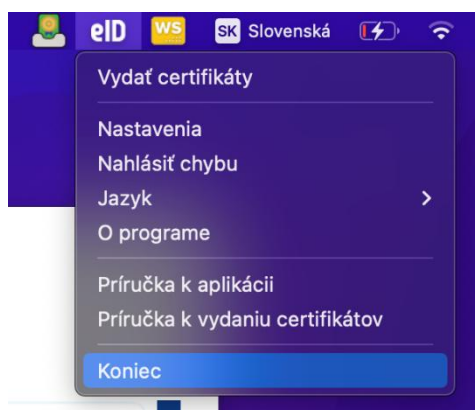 eID WS SK Slovenská
Vydať certifikáty
Nastavenia
Nahlásiť chybu
Jazyk
O programe
Príručka k aplikácii
Príručka k vydaniu certifikátov
Koniec